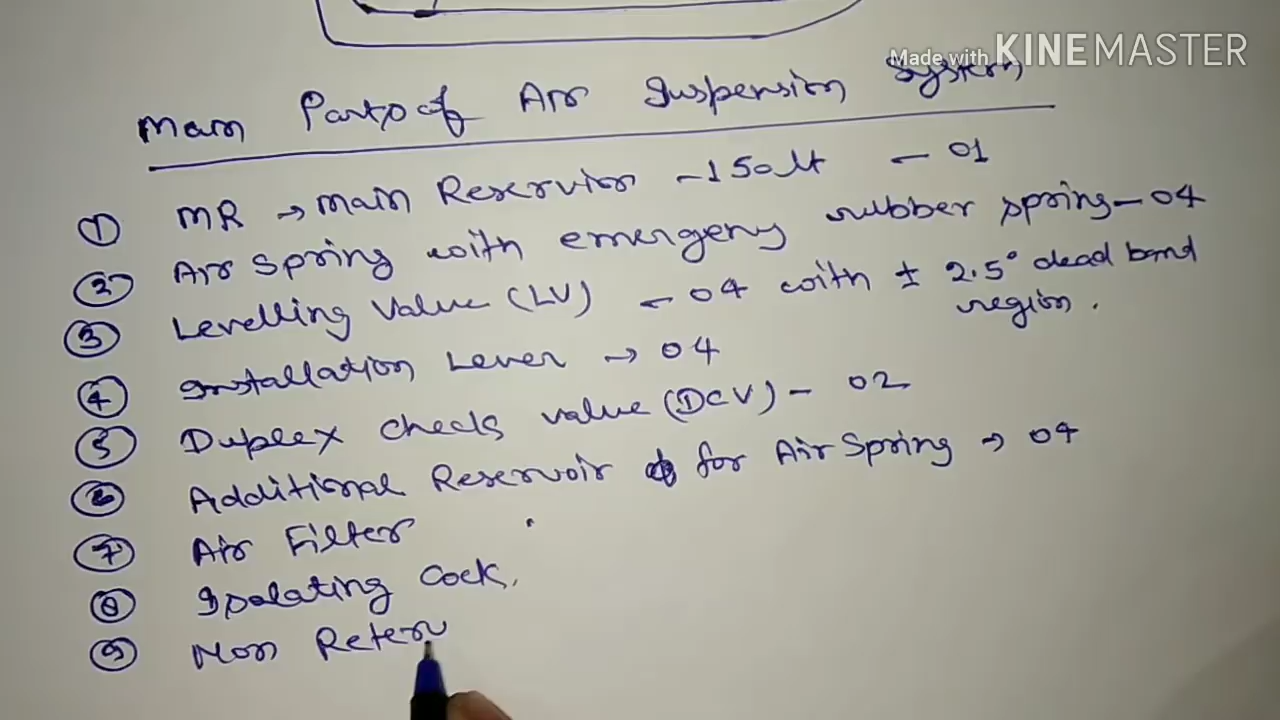 Made with KINEMASTER
Main Parts of Air Suspension System
① MR → Main Reservior - 150 lt - 01
② Air Spring with emergeny rubber spring - 04
③ Levelling Valve (LV) - 04 with ± 2.5° dead band
region.
④ Installation Lever → 04
⑤ Duplex Check valve (DCV) - 02
⑥ Additional Reservoir for Air Spring → 04
⑦ Air Filter
⑧ Isolating Cock.
⑨ Non Reteru